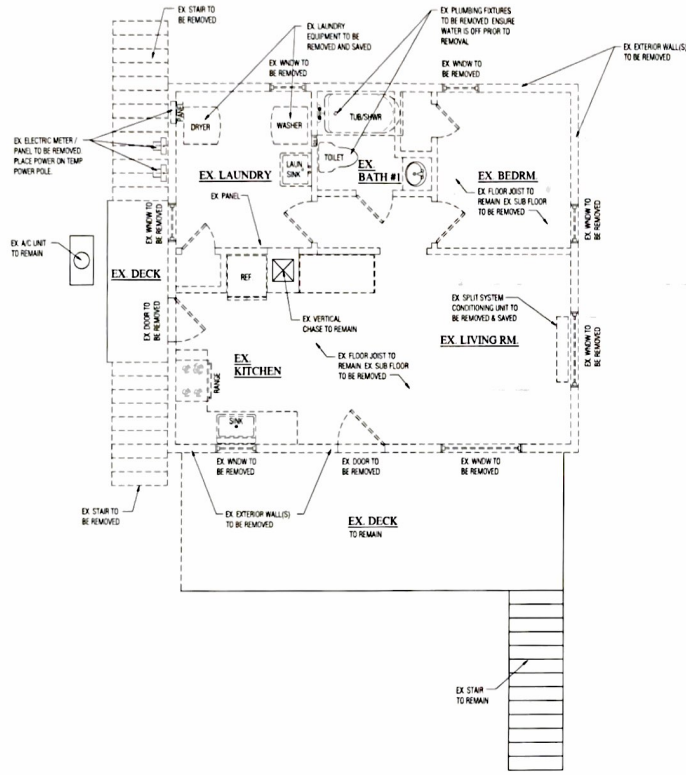 EX STAIR TO
BE REMOVED
EX. LAUNDRY
EQUIPMENT TO BE
REMOVED AND SAVED
EX PLUMBING FIXTURES
TO BE REMOVED. ENSURE
WATER IS OFF PRIOR TO
REMOVAL
EX. EXTERIOR WALL(S)
TO BE REMOVED
EX. WNDW TO
BE REMOVED
EX. WNDW TO
BE REMOVED
PANEL
DRYER
WASHER
TUB/SHWR
EX. ELECTRIC METER /
PANEL TO BE REMOVED.
PLACE POWER ON TEMP
POWER POLE.
LAUN
SINK
TOILET
EX.
BATH #1
EX. LAUNDRY
EX. BEDRM.
EX FLOOR JOIST TO
REMAIN EX. SUB FLOOR
TO BE REMOVED
EX. PANEL
EX. WNDW TO
BE REMOVED
EX. WNDW TO
BE REMOVED
EX A/C UNIT
TO REMAIN
EX. DECK
REF
EX. VERTICAL
CHASE TO REMAIN
EX. SPLIT SYSTEM
CONDITIONING UNIT TO
BE REMOVED & SAVED
EX. DOOR TO
BE REMOVED
EX. LIVING RM.
EX. WNDW TO
BE REMOVED
EX.
KITCHEN
EX. FLOOR JOIST TO
REMAIN EX. SUB FLOOR
TO BE REMOVED
RANGE
SINK
EX. WNDW TO
BE REMOVED
EX. DOOR TO
BE REMOVED
EX. WNDW TO
BE REMOVED
EX STAIR TO
BE REMOVED
EX. EXTERIOR WALL(S)
TO BE REMOVED
EX. DECK
TO REMAIN
EX STAIR
TO REMAIN